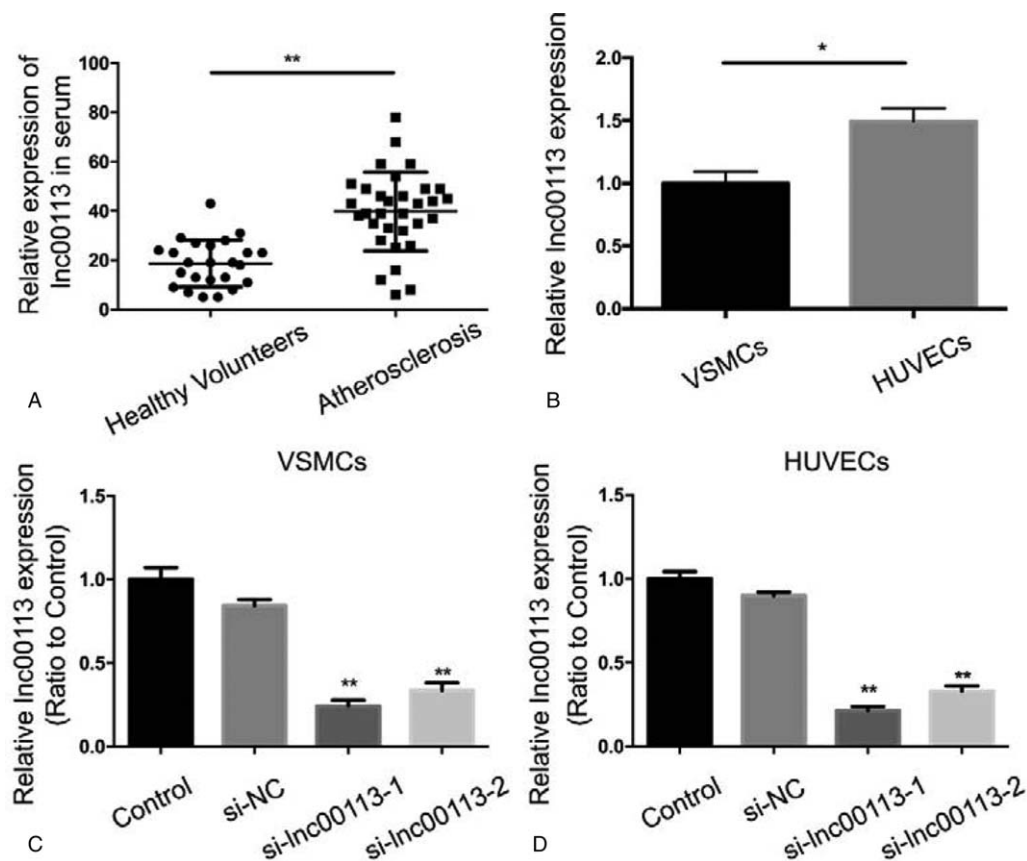 Relative expression of
lnc00113 in serum
100
80
60
40
20
0
**
Healthy Volunteers
Atherosclerosis
A
Relative lnc00113 expression
2.0
1.5
1.0
0.5
0.0
*
VSMCs
HUVECs
B
VSMCs
Relative lnc00113 expression
(Ratio to Control)
1.5
1.0
0.5
0.0
**
**
Control
si-NC
si-lnc00113-1
si-lnc00113-2
C
HUVECs
Relative lnc00113 expression
(Ratio to Control)
1.5
1.0
0.5
0.0
**
**
Control
si-NC
si-lnc00113-1
si-lnc00113-2
D